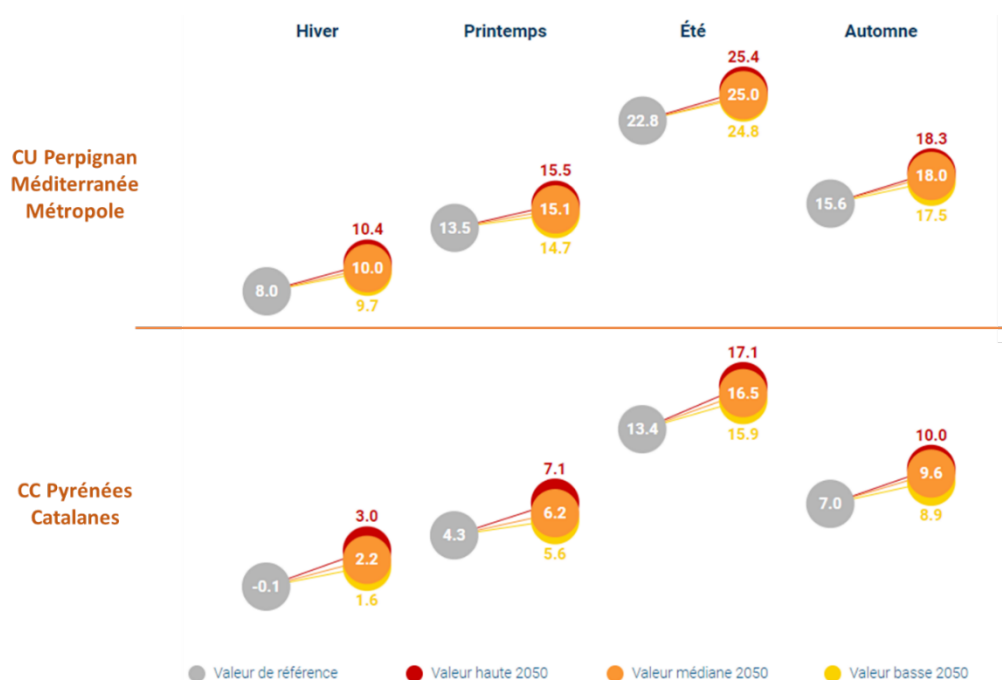 Hiver
Printemps
Été
Automne
CU Perpignan
Méditerranée
Métropole
8.0
10.4
10.0
9.7
13.5
15.5
15.1
14.7
22.8
25.4
25.0
24.8
15.6
18.3
18.0
17.5
CC Pyrénées
Catalanes
-0.1
3.0
2.2
1.6
4.3
7.1
6.2
5.6
13.4
17.1
16.5
15.9
7.0
10.0
9.6
8.9
Valeur de référence
Valeur haute 2050
Valeur médiane 2050
Valeur basse 2050